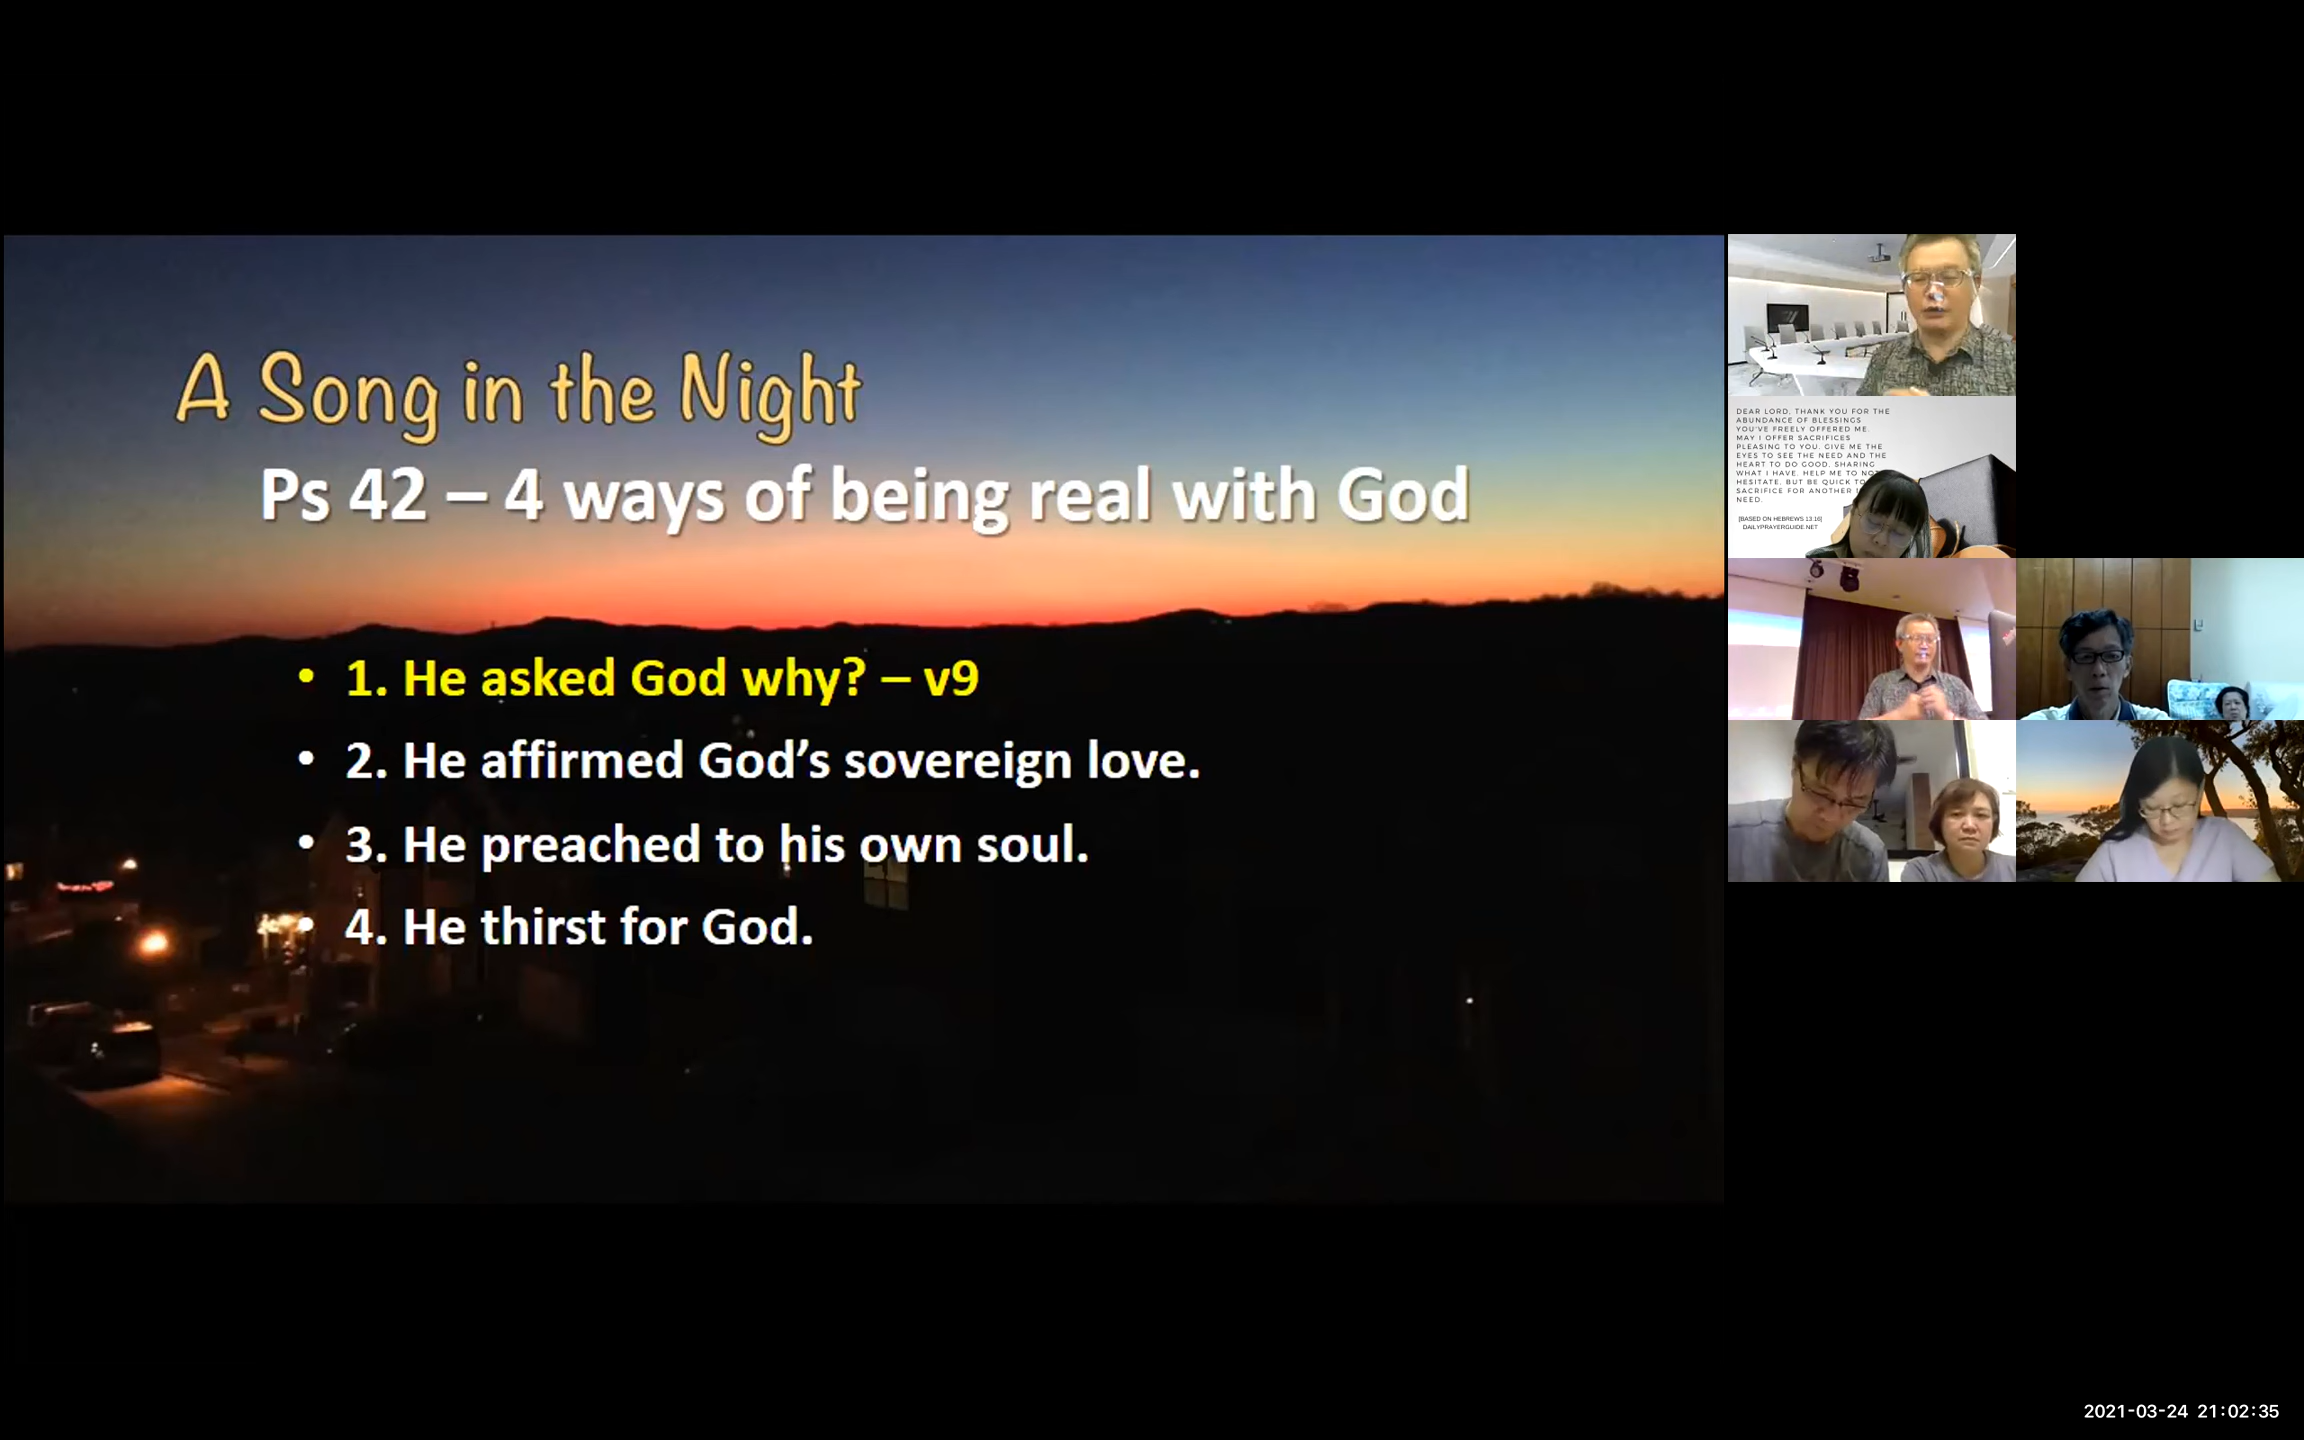 A Song in the Night
Ps 42 – 4 ways of being real with God
• 1. He asked God why? – v9
• 2. He affirmed God’s sovereign love.
• 3. He preached to his own soul.
• 4. He thirst for God.
DEAR LORD, THANK YOU FOR THE
ABUNDANCE OF BLESSINGS
YOU'VE FREELY OFFERED ME.
MAY I OFFER SACRIFICES
PLEASING TO YOU. GIVE ME THE
EYES TO SEE THE NEED AND THE
HEART TO DO GOOD, SHARING
WHAT I HAVE. HELP ME TO
HESITATE, BUT BE QUICK TO
SACRIFICE FOR ANOTHER
NEED.
[BASED ON HEBREWS 13:16]
DAILYPRAYERGUIDE.NET
2021-03-24 21:02:35